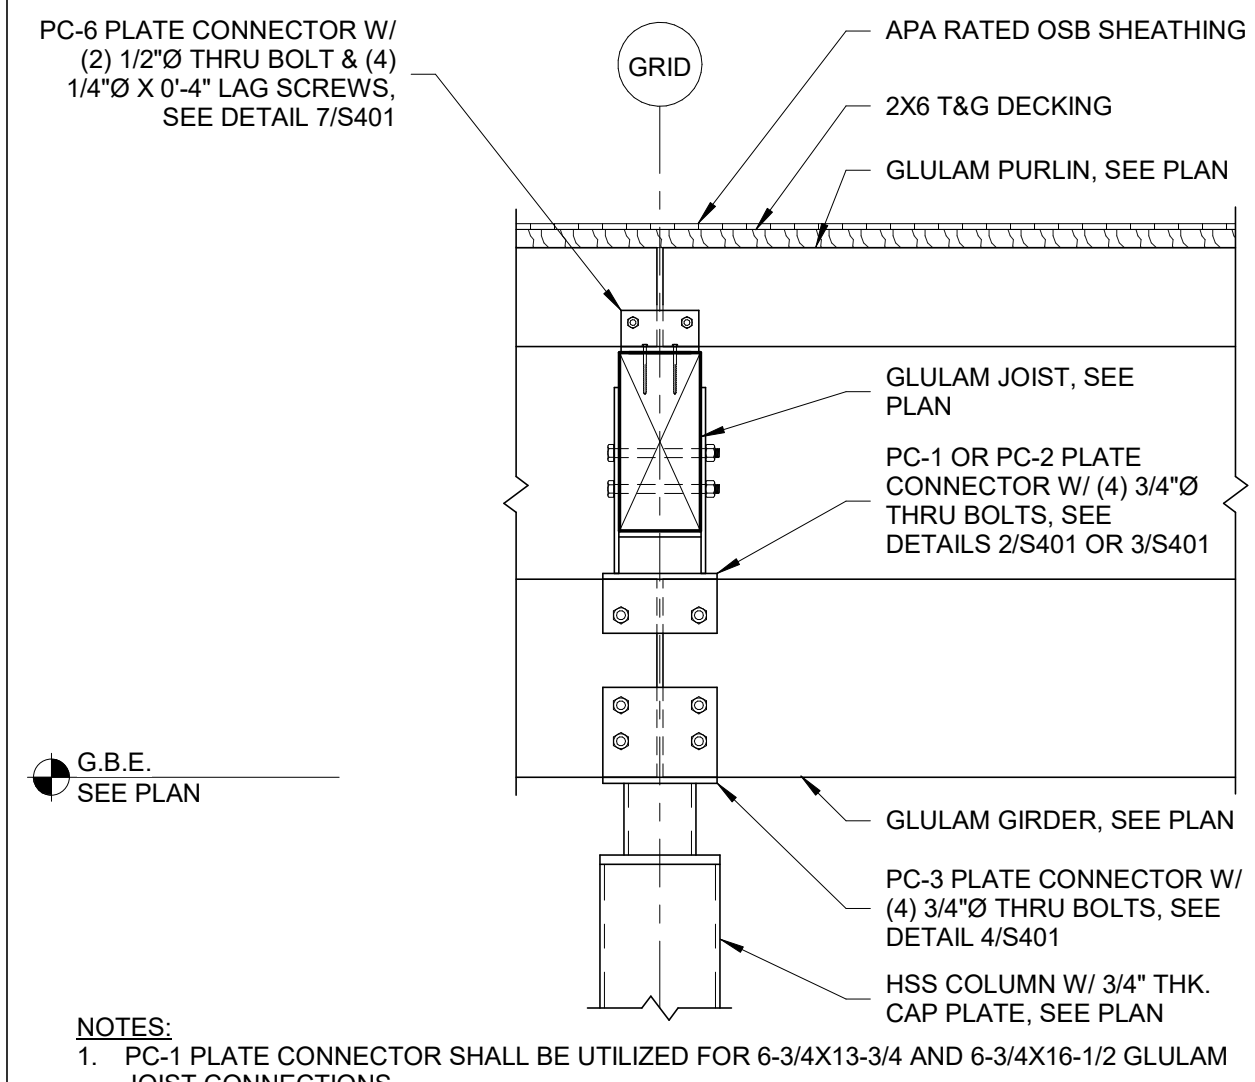 PC-6 PLATE CONNECTOR W/
(2) 1/2"Ø THRU BOLT & (4)
1/4"Ø X 0'-4" LAG SCREWS,
SEE DETAIL 7/S401
GRID
APA RATED OSB SHEATHING
2X6 T&G DECKING
GLULAM PURLIN, SEE PLAN
GLULAM JOIST, SEE
PLAN
PC-1 OR PC-2 PLATE
CONNECTOR W/ (4) 3/4"Ø
THRU BOLTS, SEE
DETAILS 2/S401 OR 3/S401
G.B.E.
SEE PLAN
GLULAM GIRDER, SEE PLAN
PC-3 PLATE CONNECTOR W/
(4) 3/4"Ø THRU BOLTS, SEE
DETAIL 4/S401
HSS COLUMN W/ 3/4" THK.
CAP PLATE, SEE PLAN
NOTES:
1. PC-1 PLATE CONNECTOR SHALL BE UTILIZED FOR 6-3/4X13-3/4 AND 6-3/4X16-1/2 GLULAM
JOIST CONNECTIONS